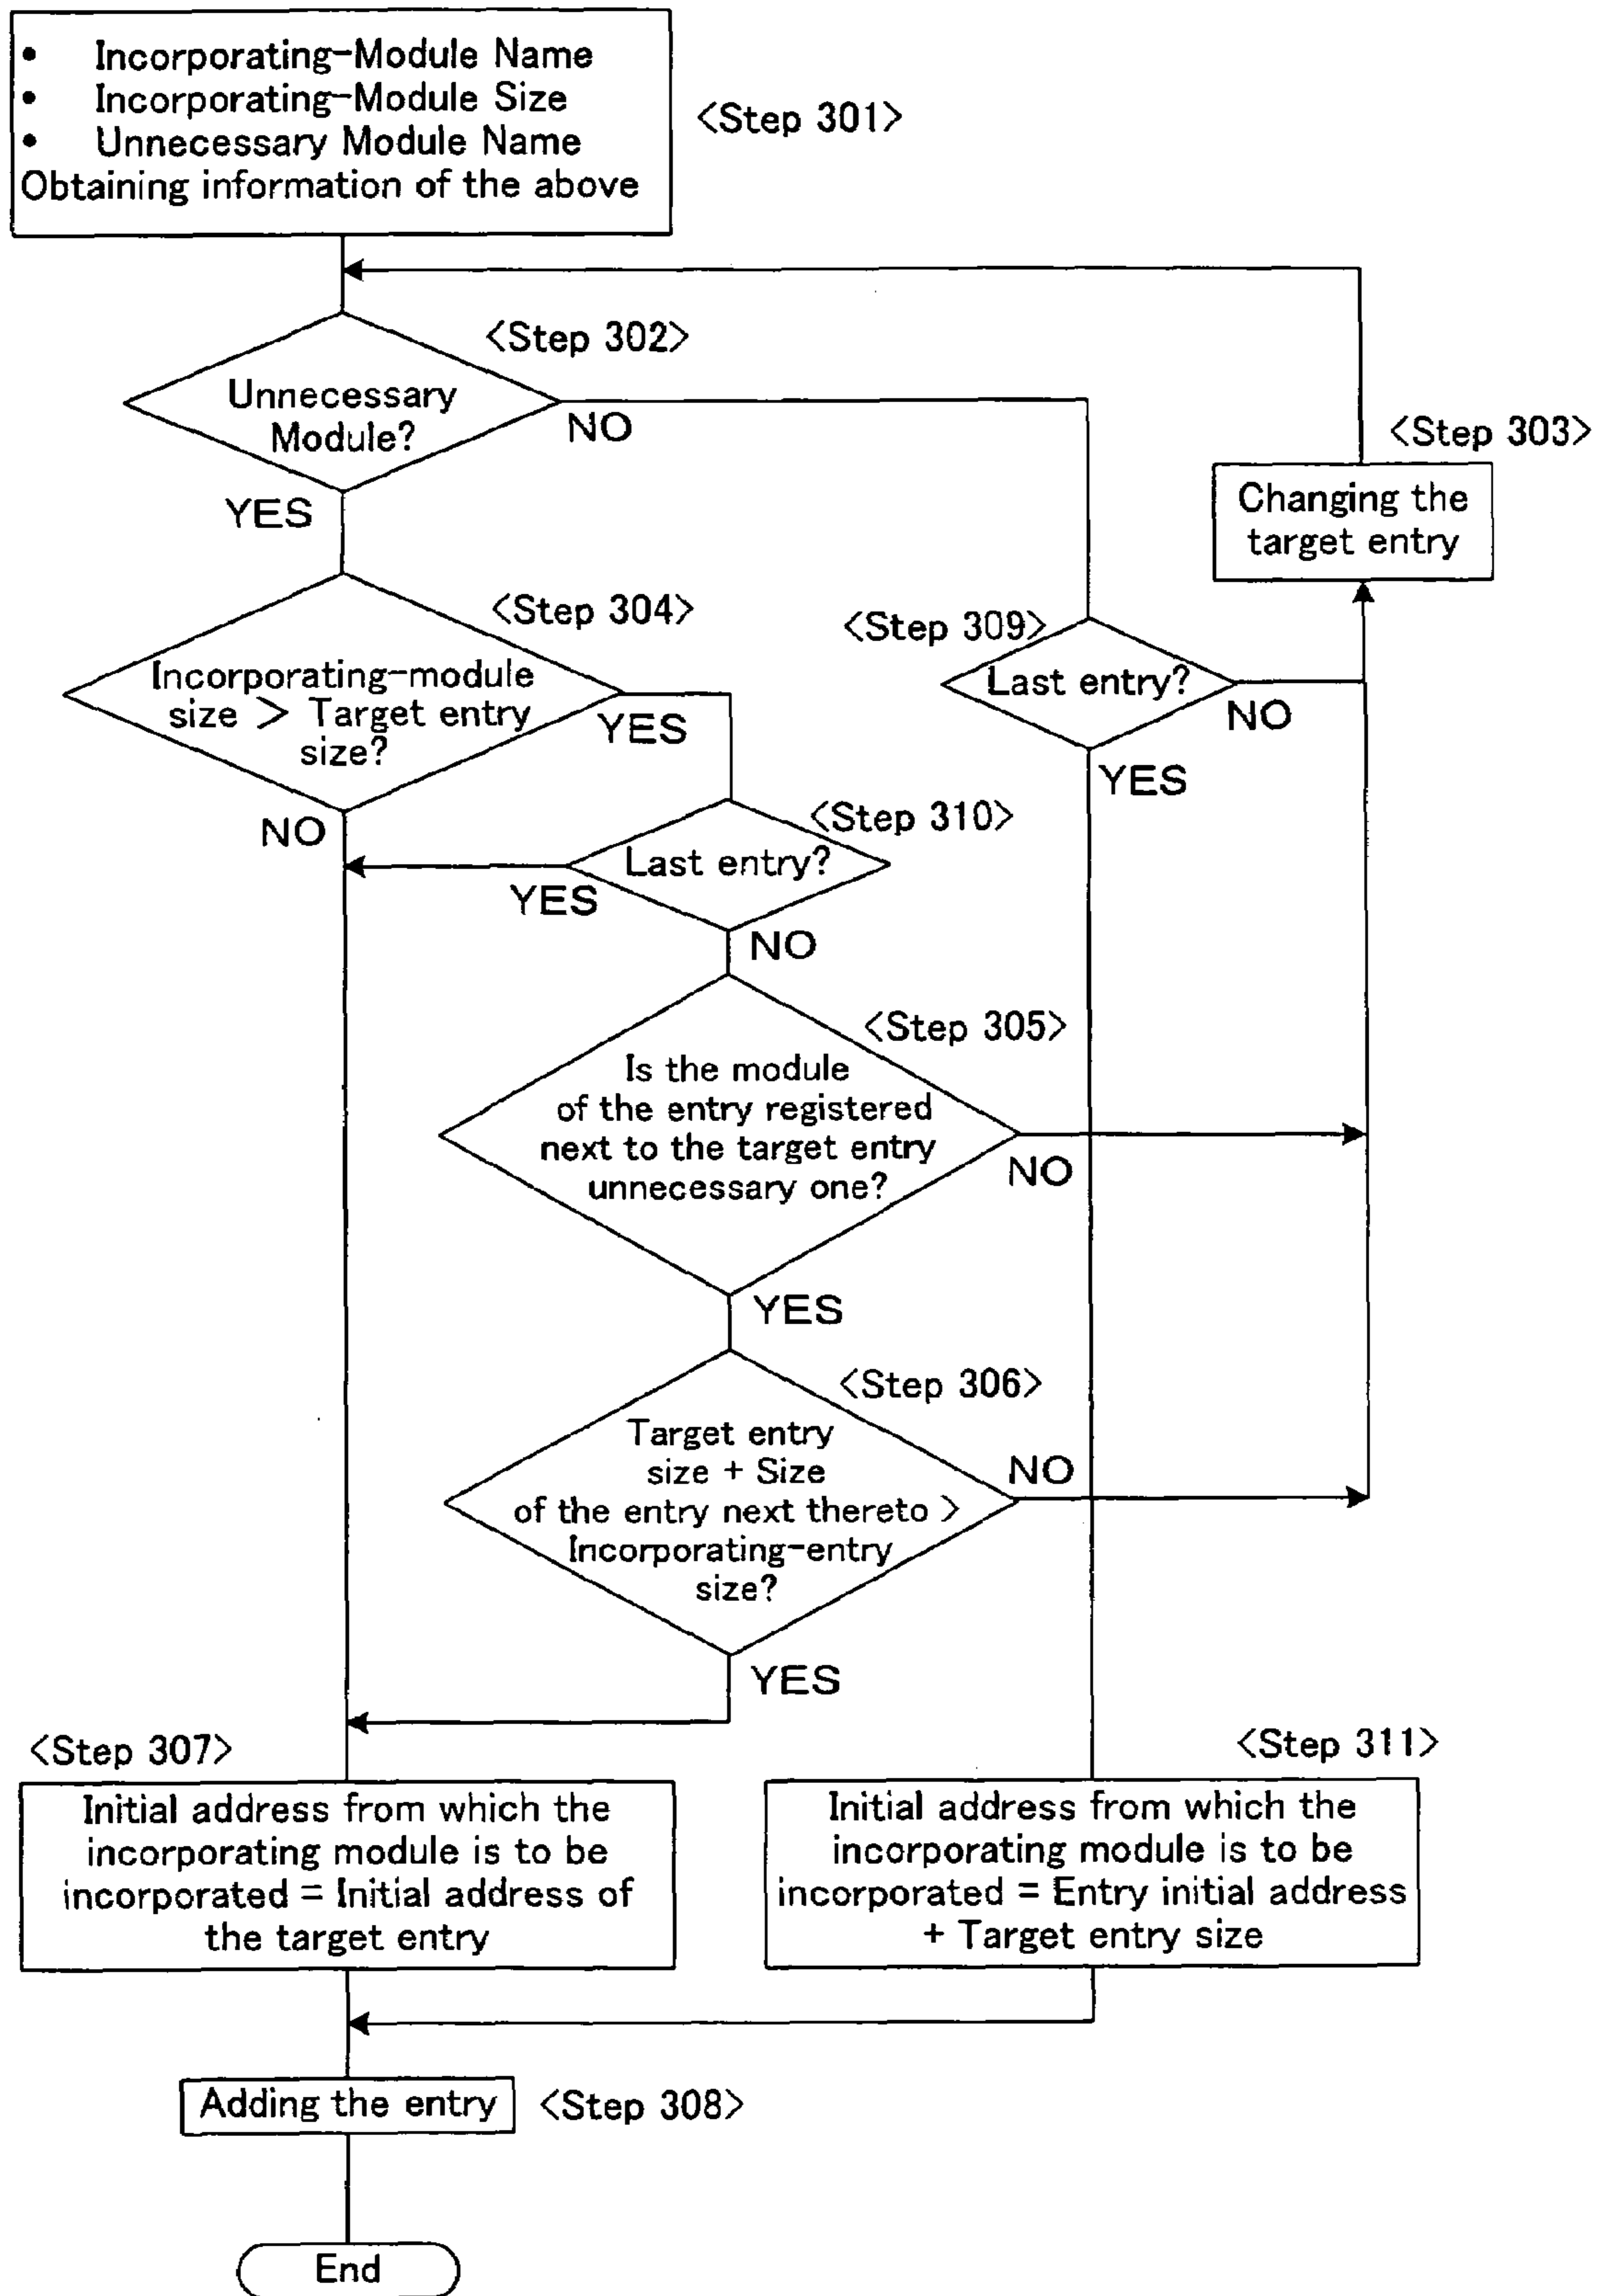 • Incorporating-Module Name
• Incorporating-Module Size
• Unnecessary Module Name
Obtaining information of the above
<Step 301>
<Step 302>
Unnecessary
Module?
NO
YES
<Step 303>
Changing the
target entry
<Step 304>
Incorporating-module
size > Target entry
size?
YES
NO
<Step 309>
Last entry?
NO
YES
<Step 310>
Last entry?
YES
NO
<Step 305>
Is the module
of the entry registered
next to the target entry
unnecessary one?
NO
YES
<Step 306>
Target entry
size + Size
of the entry next thereto >
Incorporating-entry
size?
NO
YES
<Step 307>
Initial address from which the
incorporating module is to be
incorporated = Initial address of
the target entry
<Step 311>
Initial address from which the
incorporating module is to be
incorporated = Entry initial address
+ Target entry size
Adding the entry
<Step 308>
End